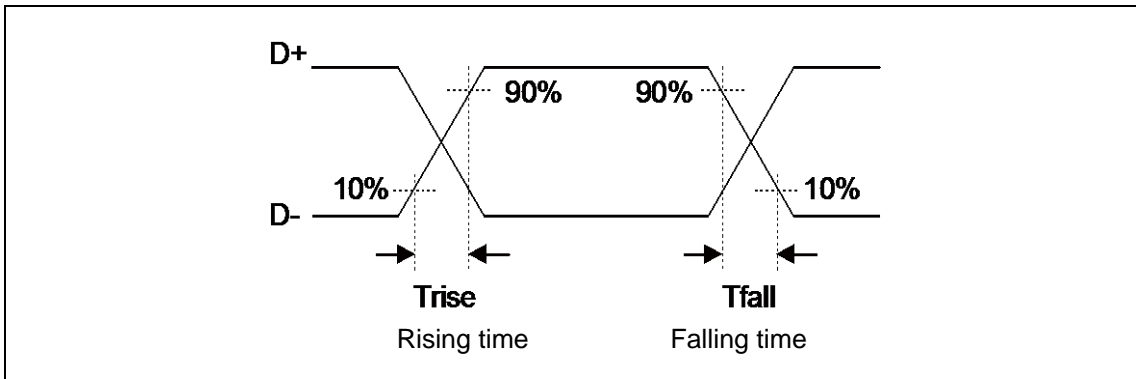 D+
90% 90%
10% 10%
D-
Trise Tfall
Rising time Falling time